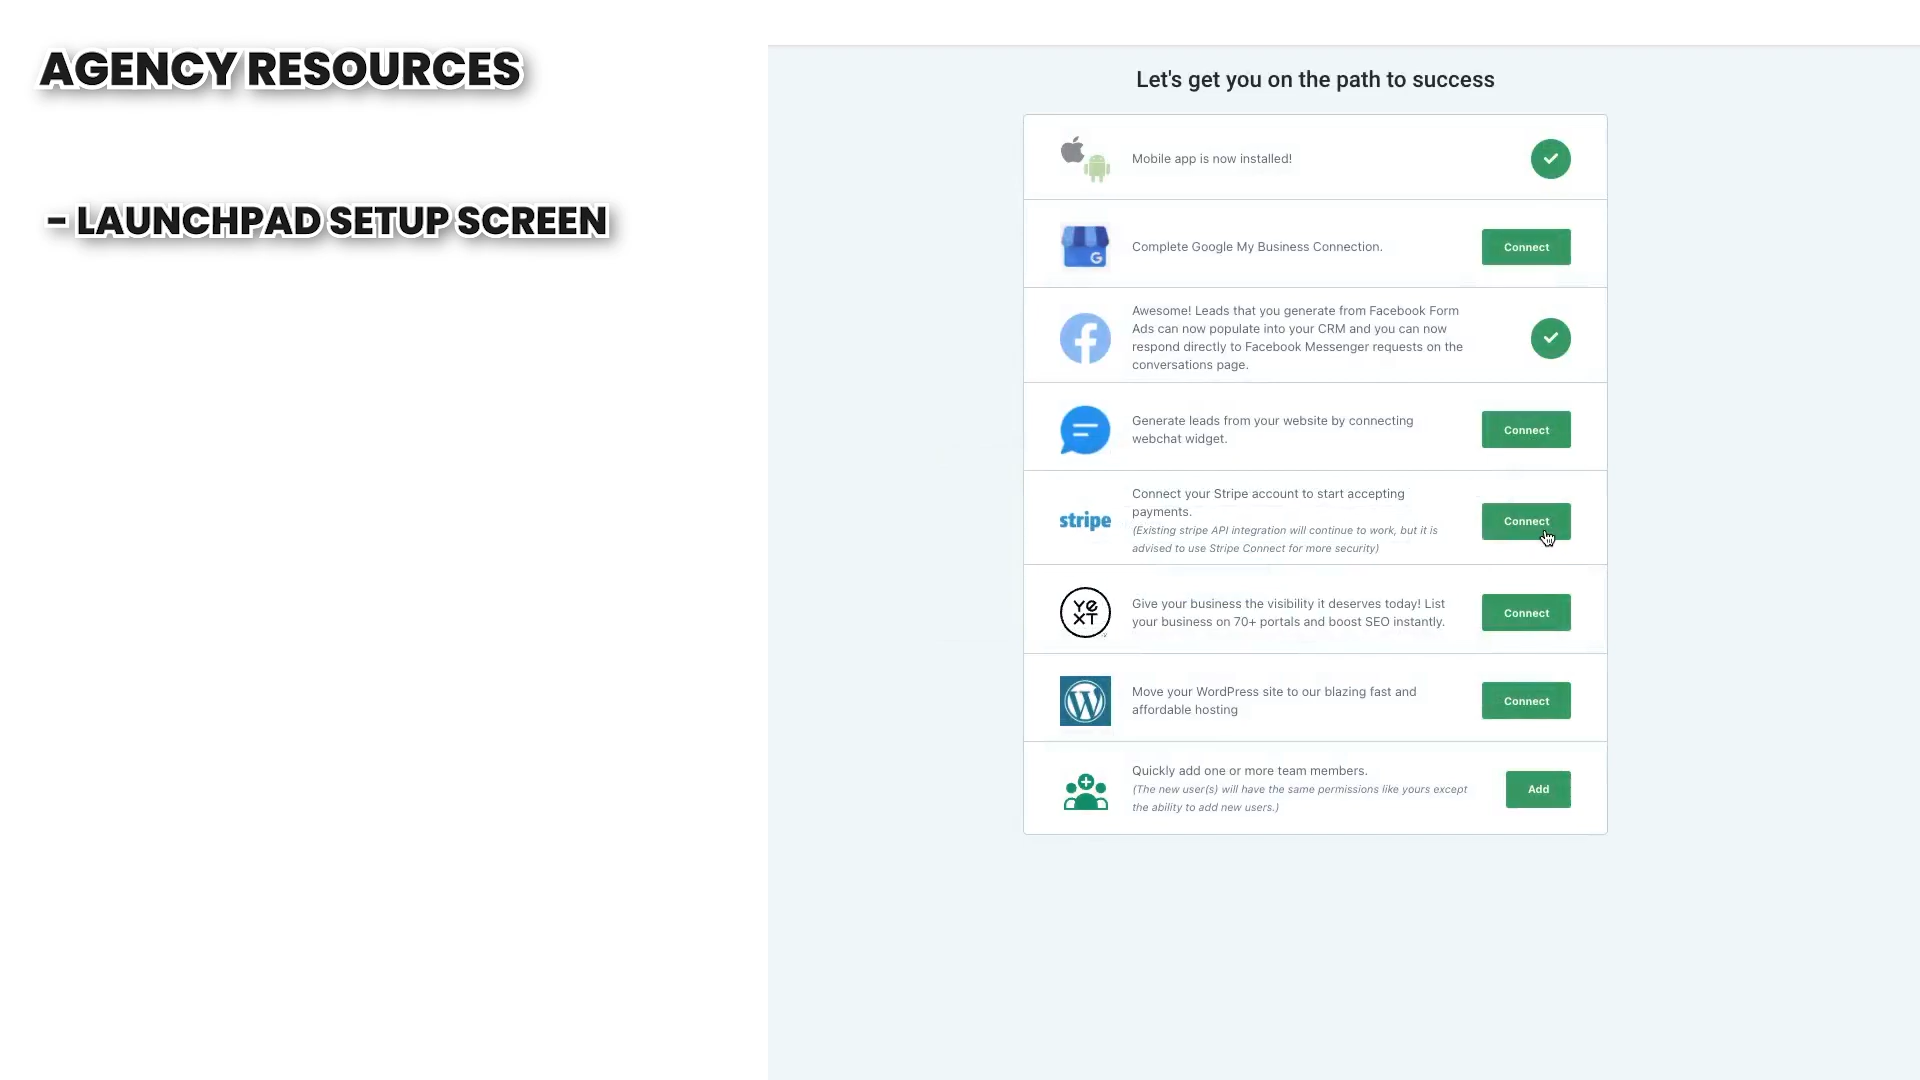 AGENCY RESOURCES
- LAUNCHPAD SETUP SCREEN
Let's get you on the path to success
Mobile app is now installed!
G
Complete Google My Business Connection.
Connect
Awesome! Leads that you generate from Facebook Form
Ads can now populate into your CRM and you can now
respond directly to Facebook Messenger requests on the
conversations page.
Generate leads from your website by connecting
webchat widget.
Connect
stripe
Connect your Stripe account to start accepting
payments.
(Existing stripe API integration will continue to work, but it is
advised to use Stripe Connect for more security)
Connect
Ye
XT
Give your business the visibility it deserves today! List
your business on 70+ portals and boost SEO instantly.
Connect
Move your WordPress site to our blazing fast and
affordable hosting
Connect
Quickly add one or more team members.
(The new user(s) will have the same permissions like yours except
the ability to add new users.)
Add